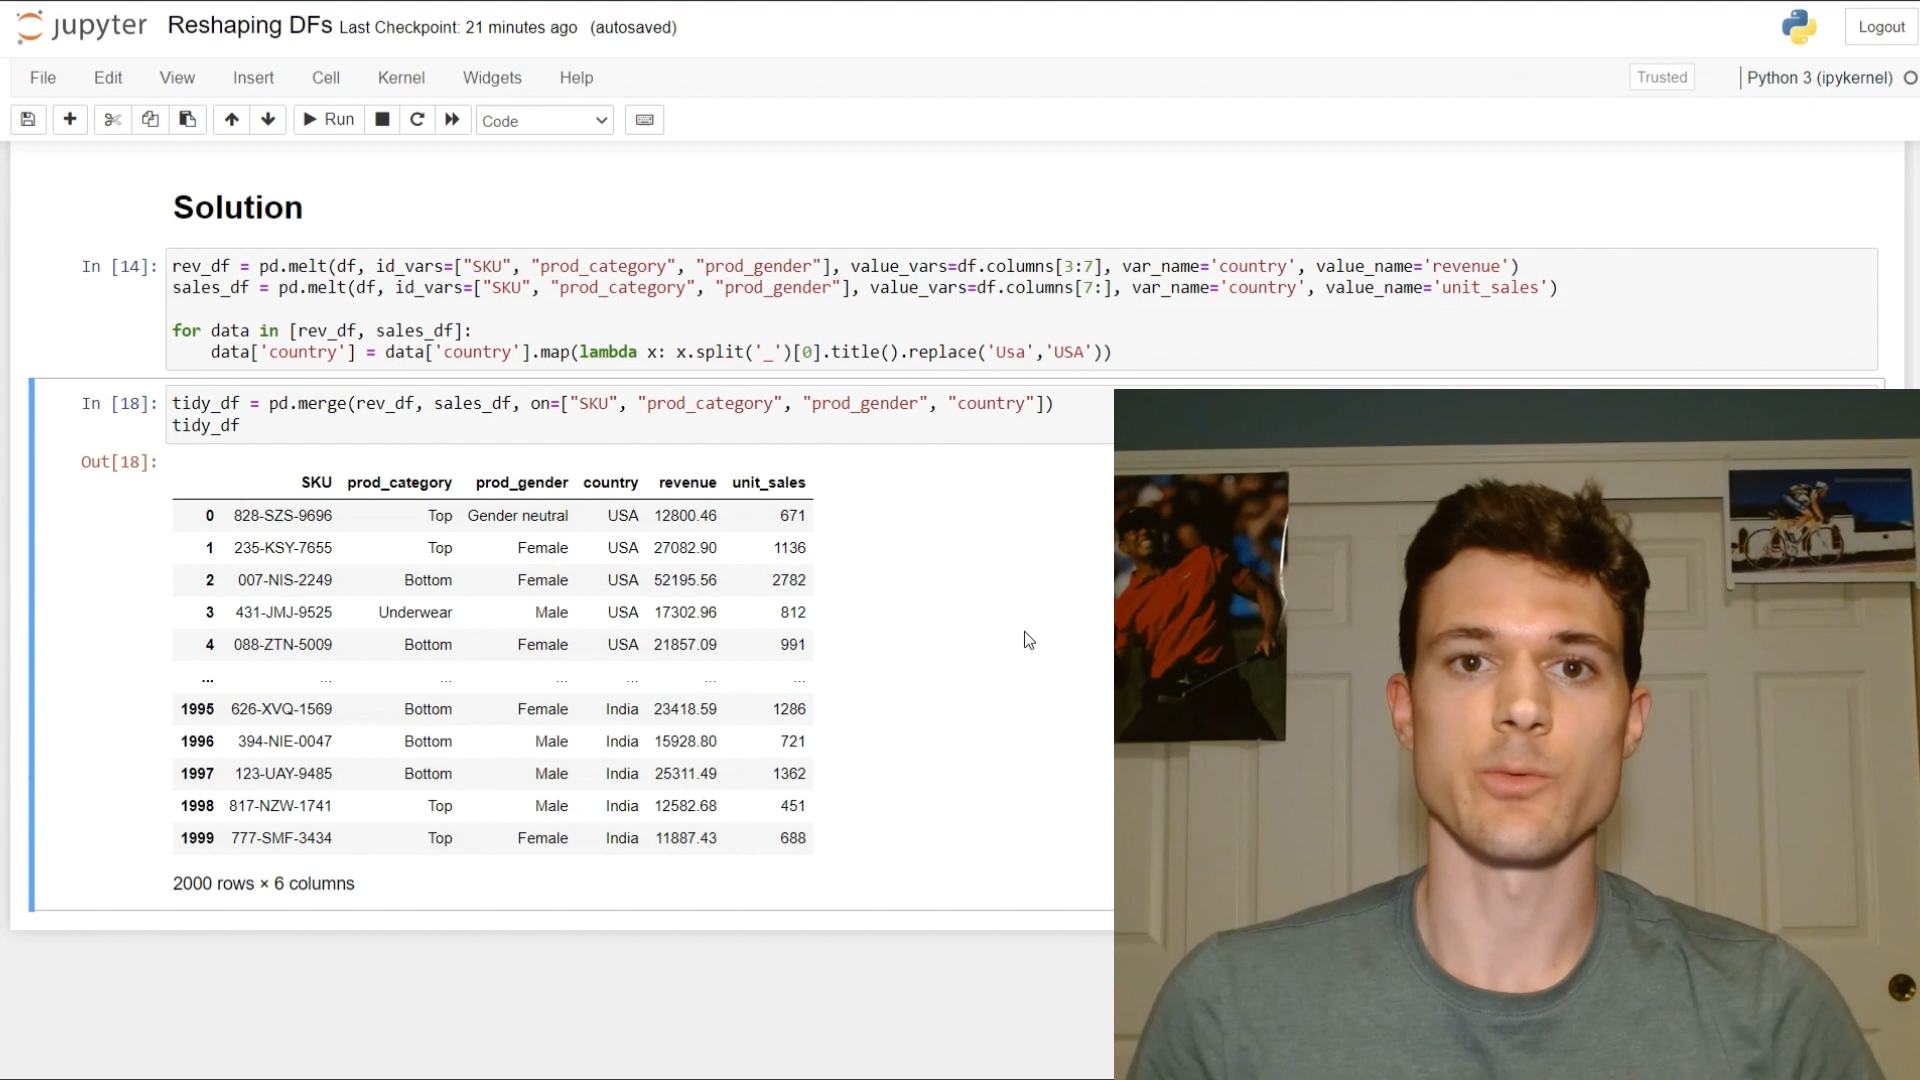 jupyter Reshaping DFs Last Checkpoint: 21 minutes ago (autosaved) Logout
File Edit View Insert Cell Kernel Widgets Help Trusted Python 3 (ipykernel)
Run Code
Solution
In [14]: rev_df = pd.melt(df, id_vars=["SKU", "prod_category", "prod_gender"], value_vars=df.columns[3:7], var_name='country', value_name='revenue')
sales_df = pd.melt(df, id_vars=["SKU", "prod_category", "prod_gender"], value_vars=df.columns[7:], var_name='country', value_name='unit_sales')
for data in [rev_df, sales_df]:
data['country'] = data['country'].map(lambda x: x.split('_')[0].title().replace('Usa','USA'))
In [18]: tidy_df = pd.merge(rev_df, sales_df, on=["SKU", "prod_category", "prod_gender", "country"])
tidy_df
Out[18]:
SKU prod_category prod_gender country revenue unit_sales
0 828-SZS-9696 Top Gender neutral USA 12800.46 671
1 235-KSY-7655 Top Female USA 27082.90 1136
2 007-NIS-2249 Bottom Female USA 52195.56 2782
3 431-JMJ-9525 Underwear Male USA 17302.96 812
4 088-ZTN-5009 Bottom Female USA 21857.09 991
... ... ... ... ... ... ...
1995 626-XVQ-1569 Bottom Female India 23418.59 1286
1996 394-NIE-0047 Bottom Male India 15928.80 721
1997 123-UAY-9485 Bottom Male India 25311.49 1362
1998 817-NZW-1741 Top Male India 12582.68 451
1999 777-SMF-3434 Top Female India 11887.43 688
2000 rows × 6 columns